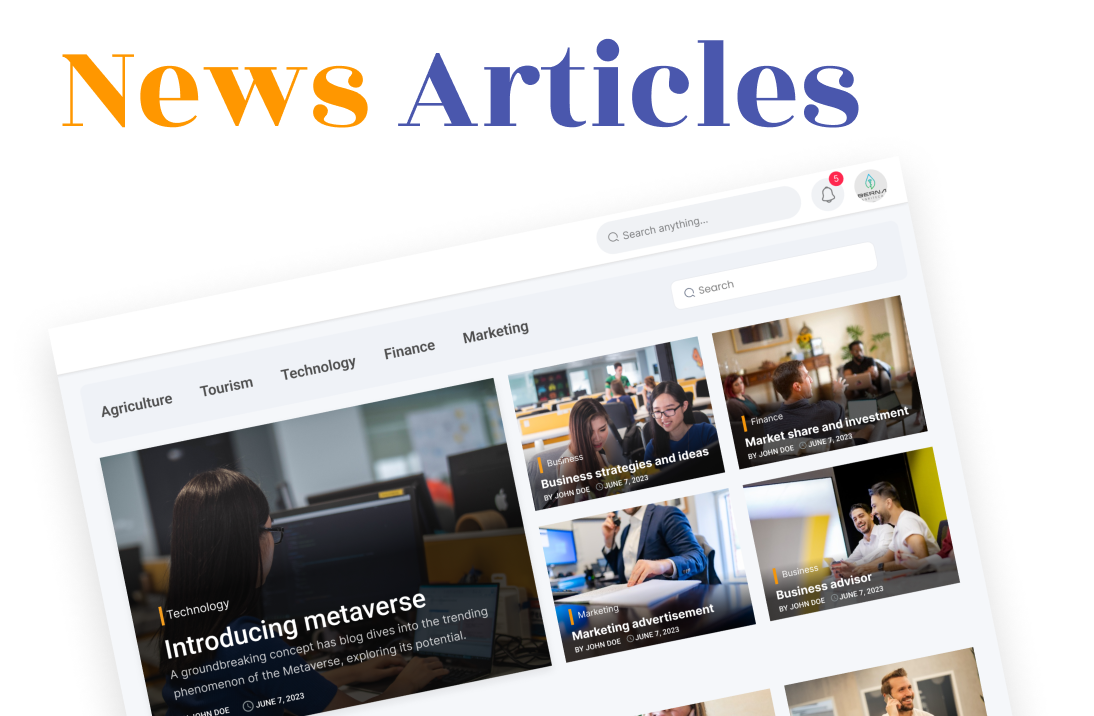 News Articles
5
Search anything...
Search
Agriculture Tourism Technology Finance Marketing
Technology
Introducing metaverse
A groundbreaking concept has blog dives into the trending
phenomenon of the Metaverse, exploring its potential.
JOHN DOE JUNE 7, 2023
Business
Business strategies and ideas
BY JOHN DOE JUNE 7, 2023
Finance
Market share and investment
BY JOHN DOE JUNE 7, 2023
Marketing
Marketing advertisement
BY JOHN DOE JUNE 7, 2023
Business
Business advisor
BY JOHN DOE JUNE 7, 2023